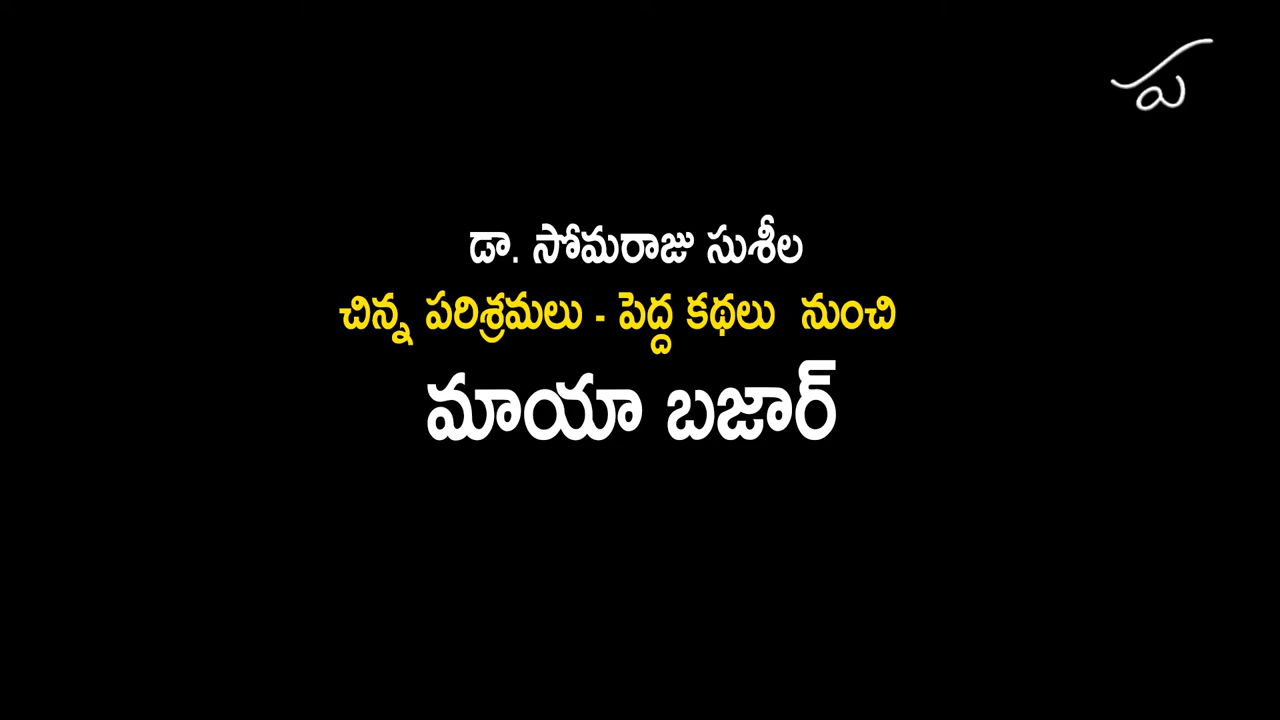 ప
డా. సోమరాజు సుశీల
చిన్న పరిశ్రమలు - పెద్ద కథలు నుంచి
మాయా బజార్